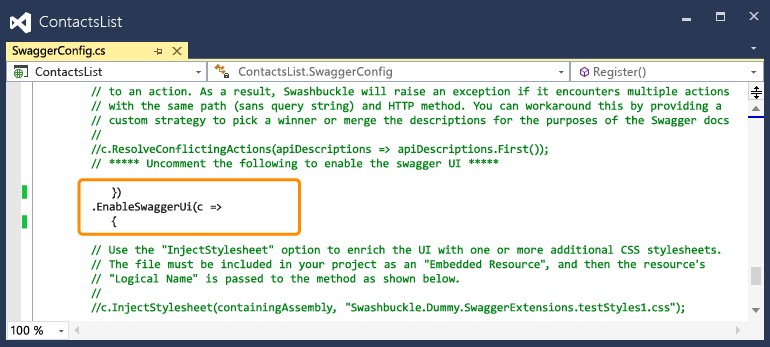 ContactsList
SwaggerConfig.cs
ContactsList
ContactsList.SwaggerConfig
Register()
// to an action. As a result, Swashbuckle will raise an exception if it encounters multiple actions
// with the same path (sans query string) and HTTP method. You can workaround this by providing a
// custom strategy to pick a winner or merge the descriptions for the purposes of the Swagger docs
//
//c.ResolveConflictingActions(apiDescriptions => apiDescriptions.First());
// ***** Uncomment the following to enable the swagger UI *****
})
.EnableSwaggerUi(c =>
{
// Use the "InjectStylesheet" option to enrich the UI with one or more additional CSS stylesheets.
// The file must be included in your project as an "Embedded Resource", and then the resource's
// "Logical Name" is passed to the method as shown below.
//
//c.InjectStylesheet(containingAssembly, "Swashbuckle.Dummy.SwaggerExtensions.testStyles1.css");
100 %